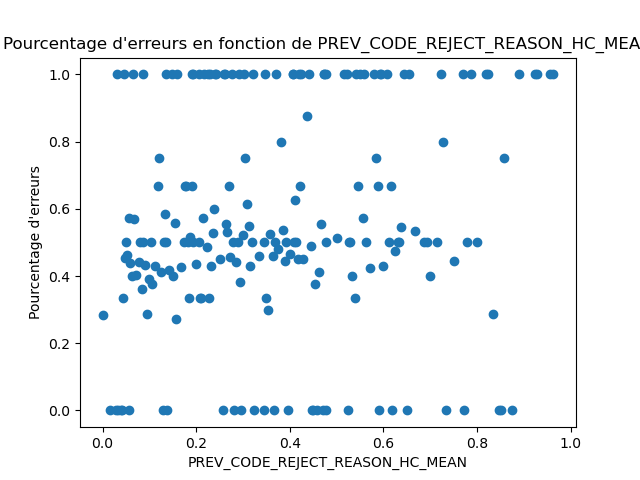 Pourcentage d'erreurs en fonction de PREV_CODE_REJECT_REASON_HC_MEA
1.0
0.8
0.6
0.4
0.2
0.0
Pourcentage d'erreurs
0.0 0.2 0.4 0.6 0.8 1.0
PREV_CODE_REJECT_REASON_HC_MEAN